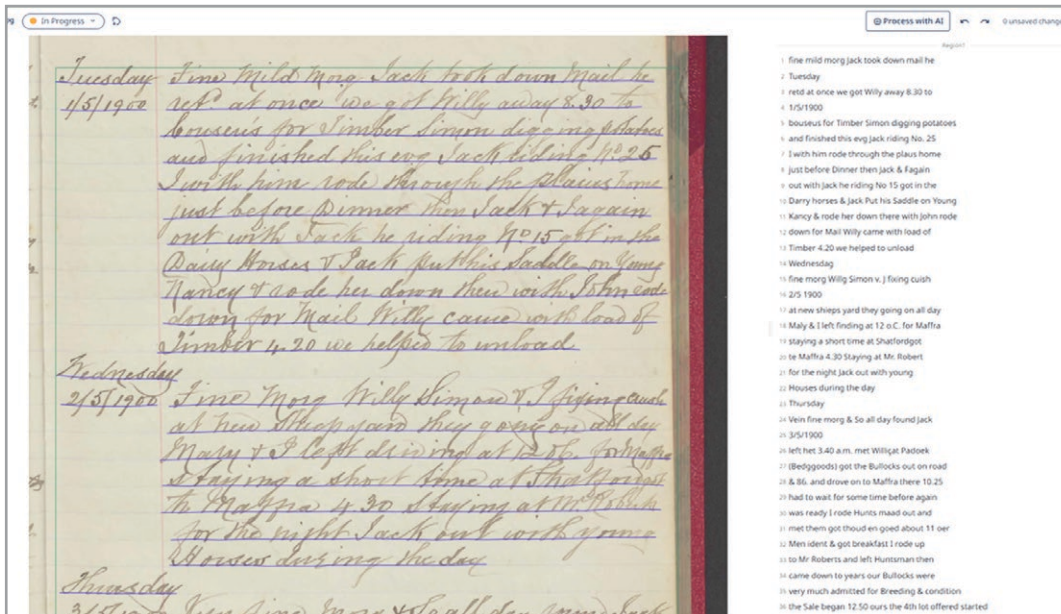 In Progress
Process with AI
0 unsaved change
Region1
Tuesday
1/5/1900
Fine Mild Morg Jack took down Mail he
retd at once we got Willy away 8.30 to
for Timber Simon digging potatoes
and finished this evg Jack riding No 25
I with him rode through the plains home
just before Dinner then Jack & I again
out with Jack he riding No 15 got in the
Dairy Horses & Jack put his Saddle on Young
Nancy & rode her down then with John rode
down for Mail Willy came with load of
Timber 4.20 we helped to unload
Wednesday
2/5/1900
Fine Morg Willy Simon & I fixing
at new Sheep yard they going on all day
Mary & I left driving at 12 oC. for Maffra
staying a short time at Stratford got
to Maffra 4.30 Staying at Mr
for the night Jack out with young
Horses during the day
Thursday
3/5/1900
1 fine mild morg Jack took down mail he
2 Tuesday
3 retd at once we got Willy away 8.30 to
4 1/5/1900
5 bouseus for Timber Simon digging potatoes
6 and finished this evg Jack riding No. 25
7 I with him rode through the plaus home
8 just before Dinner then Jack & Fagain
9 out with Jack he riding No 15 got in the
10 Darry horses & Jack Put his Saddle on Young
11 Kancy & rode her down there with John rode
12 down for Mail Willy came with load of
13 Timber 4.20 we helped to unload
14 Wednesdag
15 fine morg Willg Simon v. J fixing cuish
16 2/5 1900
17 at new shieps yard they going on all day
18 Maly & I left finding at 12 o.C. for Maffra
19 staying a short time at Shatfordgot
20 te Maffra 4.30 Staying at Mr. Robert
21 for the night Jack out with young
22 Houses during the day
23 Thursday
24 Vein fine morg & So all day found Jack
25 3/5/1900
26 left het 3.40 a.m. met Willigat Padoek
27 (Bedggoods) got the Bullocks out on road
28 & 86. and drove on to Maffra there 10.25
29 had to wait for some time before again
30 was ready I rode Hunts maad out and
31 met them got thoud en goed about 11 oer
32 Men ident & got breakfast I rode up
33 to Mr Roberts and left Huntsman then
34 came down to years our Bullocks were
35 very much admitted for Breeding & condition
36 the Sale began 12.50 ours the 4th lot offered started